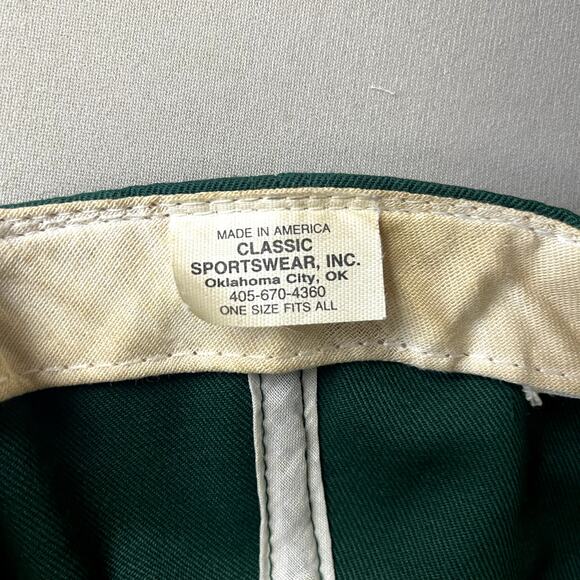 MADE IN AMERICA
CLASSIC
SPORTSWEAR, INC.
Oklahoma City, OK
405-670-4360
ONE SIZE FITS ALL